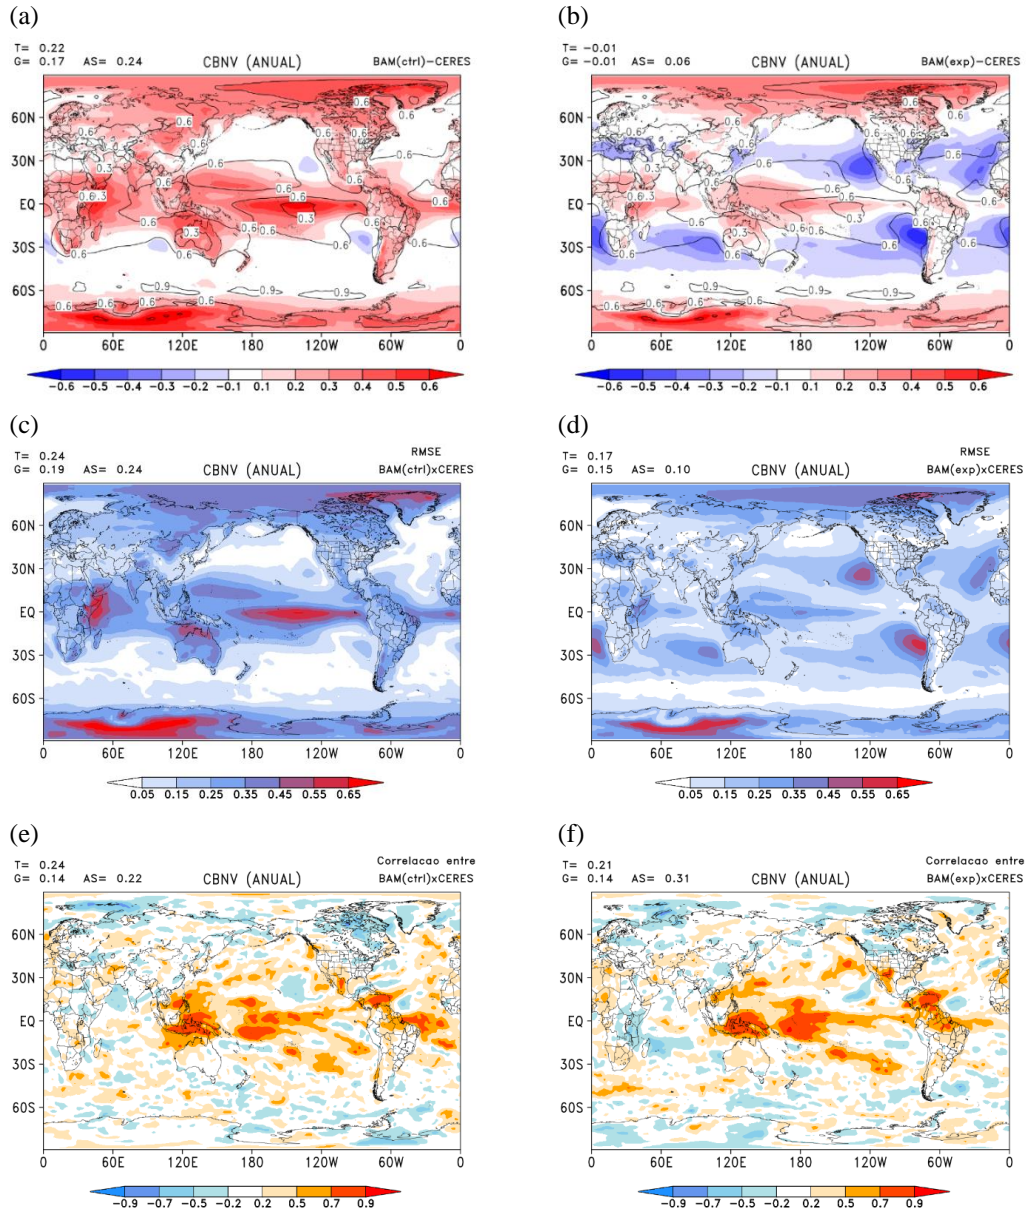 (a)
T= 0.22
G= 0.17 AS= 0.24 CBNV (ANUAL) BAM(ctrl)-CERES
60N
30N
EQ
30S
60S
0 60E 120E 180 120W 60W 0
-0.6 -0.5 -0.4 -0.3 -0.2 -0.1 0.1 0.2 0.3 0.4 0.5 0.6
(b)
T= -0.01
G= -0.01 AS= 0.06 CBNV (ANUAL) BAM(exp)-CERES
60N
30N
EQ
30S
60S
0 60E 120E 180 120W 60W 0
-0.6 -0.5 -0.4 -0.3 -0.2 -0.1 0.1 0.2 0.3 0.4 0.5 0.6
(c)
T= 0.24 RMSE
G= 0.19 AS= 0.24 CBNV (ANUAL) BAM(ctrl)xCERES
60N
30N
EQ
30S
60S
0 60E 120E 180 120W 60W 0
0.05 0.15 0.25 0.35 0.45 0.55 0.65
(d)
T= 0.17 RMSE
G= 0.15 AS= 0.10 CBNV (ANUAL) BAM(exp)xCERES
60N
30N
EQ
30S
60S
0 60E 120E 180 120W 60W 0
0.05 0.15 0.25 0.35 0.45 0.55 0.65
(e)
T= 0.24 Correlacao entre
G= 0.14 AS= 0.22 CBNV (ANUAL) BAM(ctrl)xCERES
60N
30N
EQ
30S
60S
0 60E 120E 180 120W 60W 0
-0.9 -0.7 -0.5 -0.2 0.2 0.5 0.7 0.9
(f)
T= 0.21 Correlacao entre
G= 0.14 AS= 0.31 CBNV (ANUAL) BAM(exp)xCERES
60N
30N
EQ
30S
60S
0 60E 120E 180 120W 60W 0
-0.9 -0.7 -0.5 -0.2 0.2 0.5 0.7 0.9